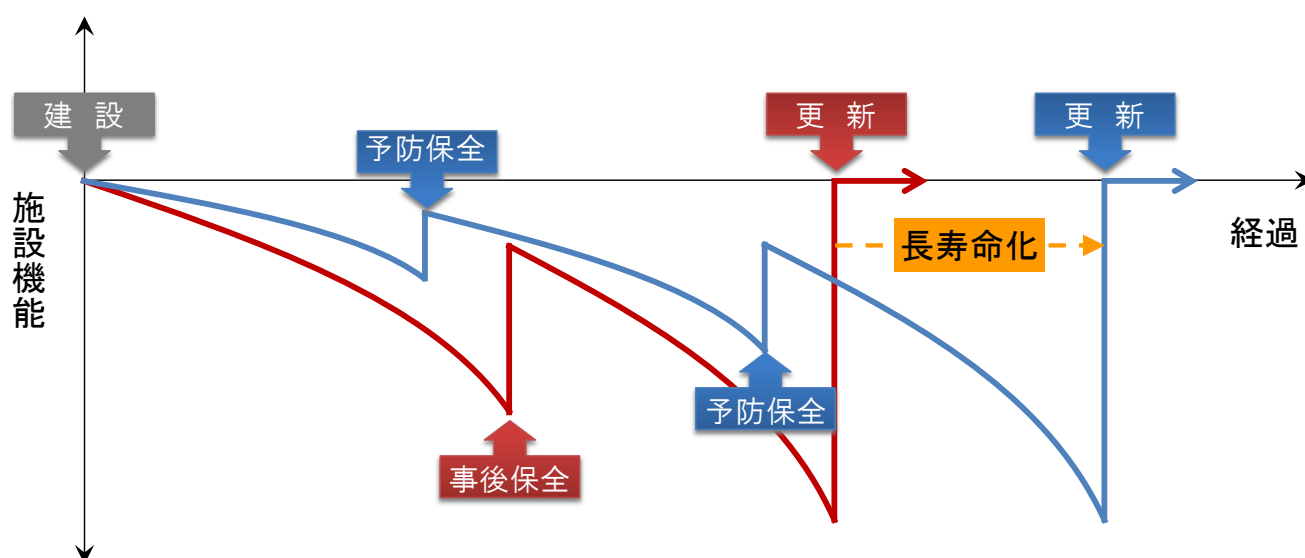 建 設
予防保全
更 新
更 新
施設機能
長寿命化
経過
予防保全
事後保全